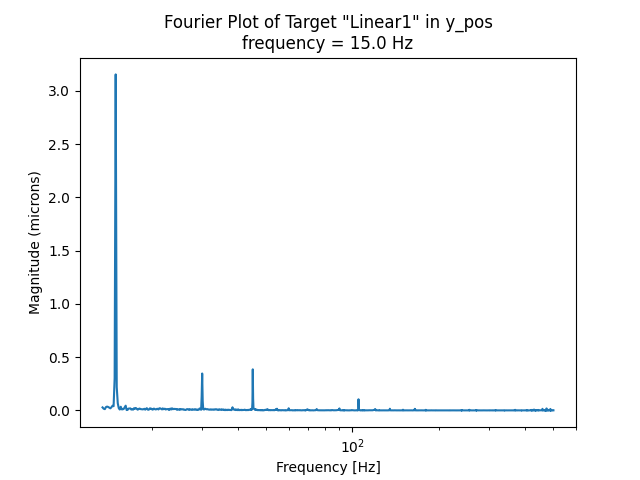 Fourier Plot of Target "Linear1" in y_pos
frequency = 15.0 Hz
3.0
2.5
2.0
1.5
1.0
0.5
0.0
Magnitude (microns)
10²
Frequency [Hz]